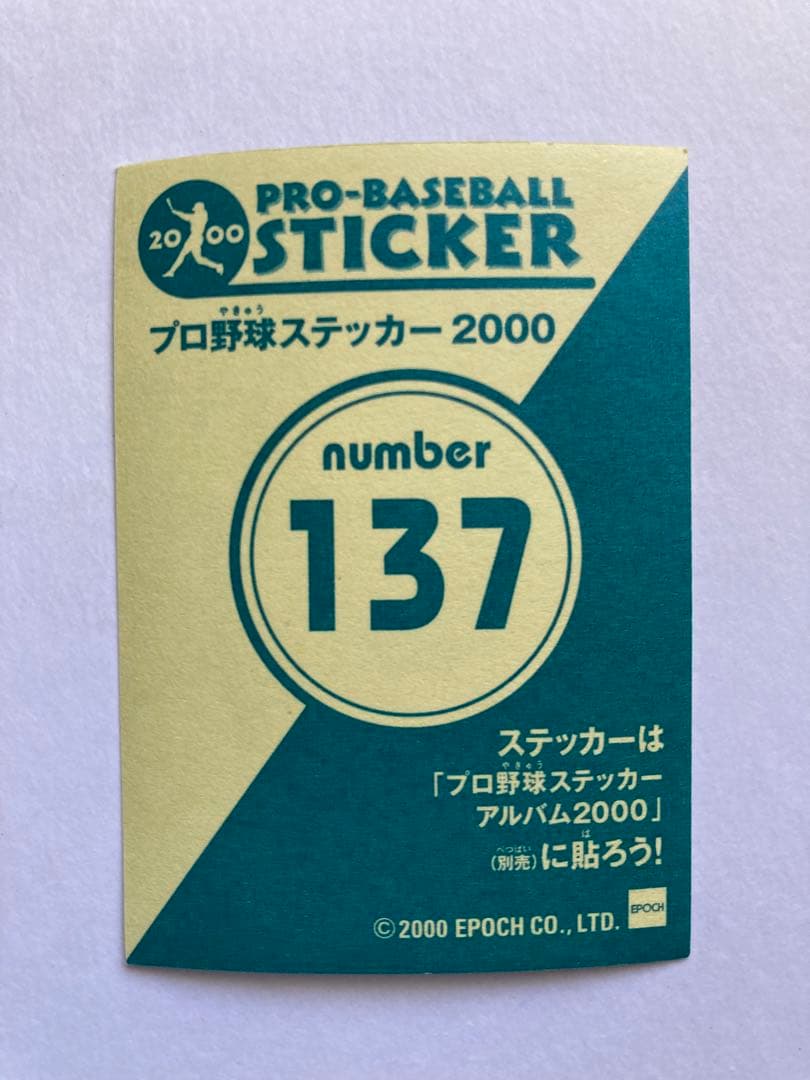 2000
PRO-BASEBALL
STICKER
やきゅう
プロ野球ステッカー 2000
number
137
ステッカーは
やきゅう
「プロ野球ステッカー
アルバム2000」
べつばい は
(別売)に貼ろう!
©2000 EPOCH CO., LTD.
EPOCH